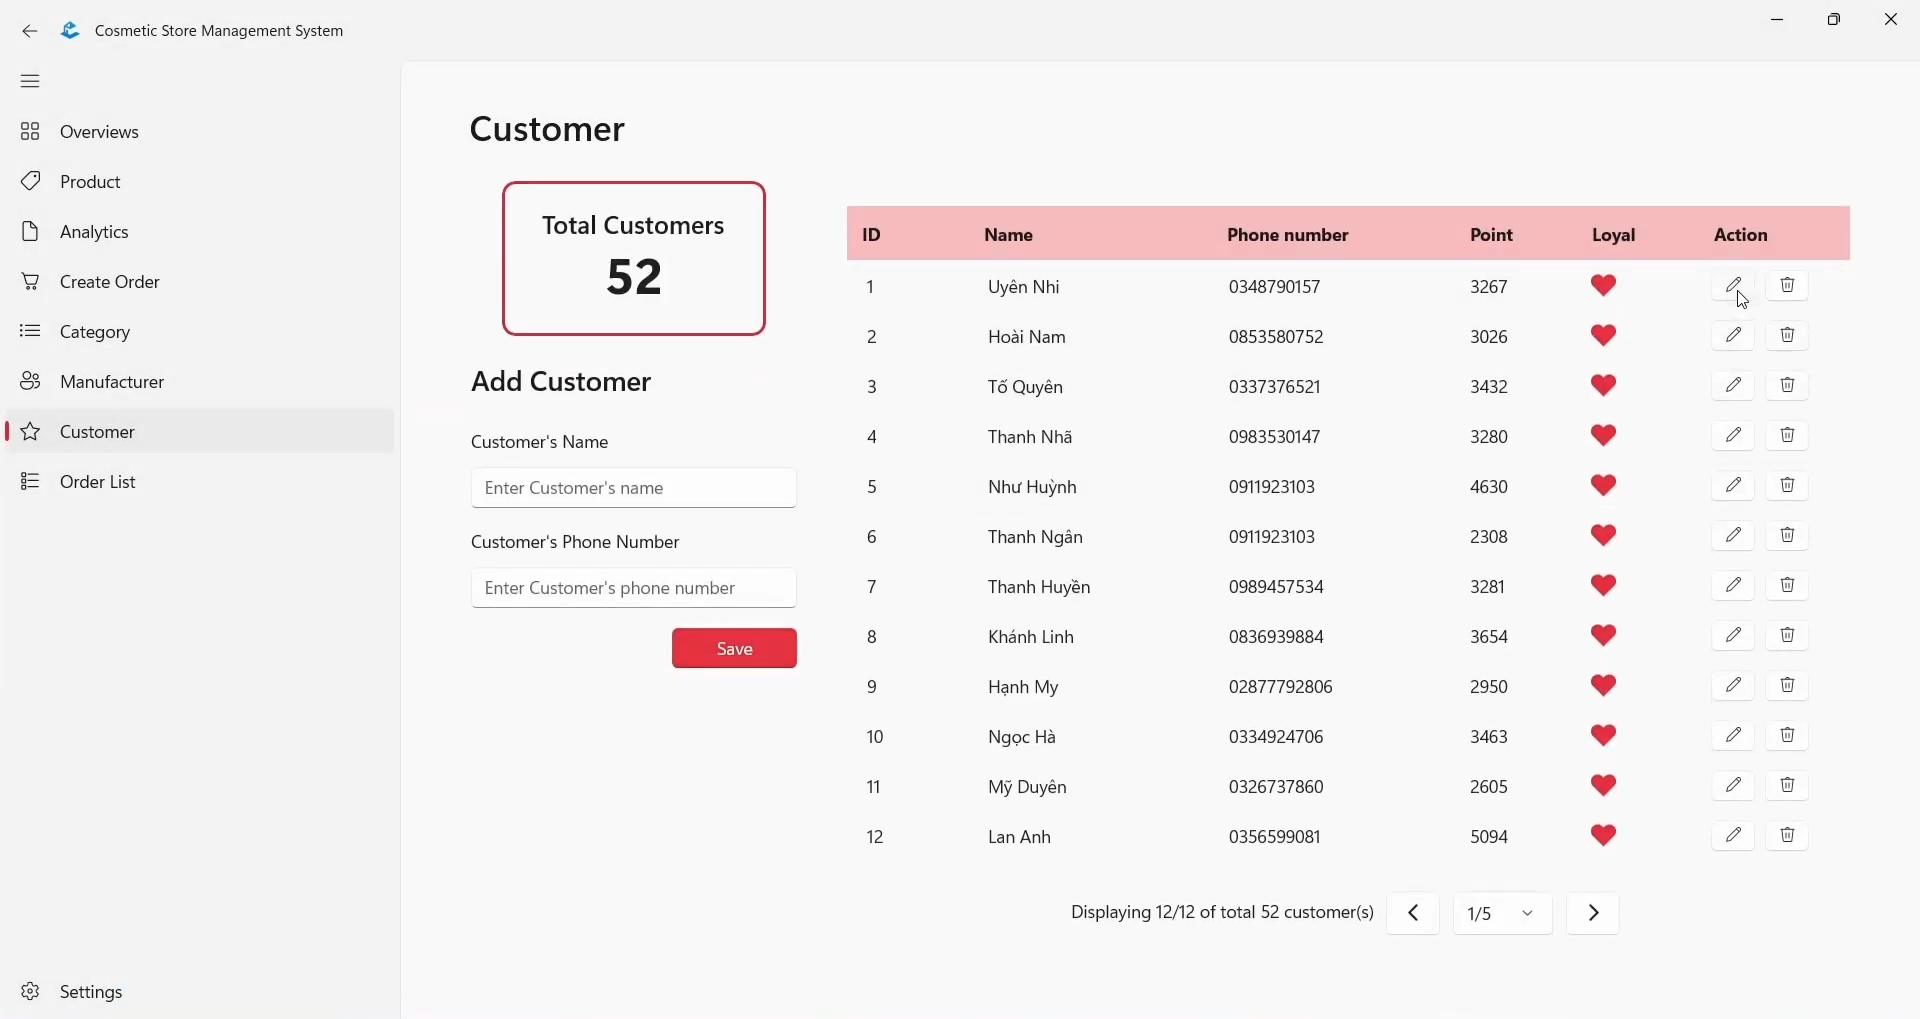 Cosmetic Store Management System
Overviews
Product
Analytics
Create Order
Category
Manufacturer
Customer
Order List
Settings
Customer
Total Customers
52
Add Customer
Customer's Name
Enter Customer's name
Customer's Phone Number
Enter Customer's phone number
Save
ID Name Phone number Point Loyal Action
1 Uyên Nhi 0348790157 3267
2 Hoài Nam 0853580752 3026
3 Tố Quyên 0337376521 3432
4 Thanh Nhã 0983530147 3280
5 Như Huỳnh 0911923103 4630
6 Thanh Ngân 0911923103 2308
7 Thanh Huyền 0989457534 3281
8 Khánh Linh 0836939884 3654
9 Hạnh My 02877792806 2950
10 Ngọc Hà 0334924706 3463
11 Mỹ Duyên 0326737860 2605
12 Lan Anh 0356599081 5094
Displaying 12/12 of total 52 customer(s) 1/5